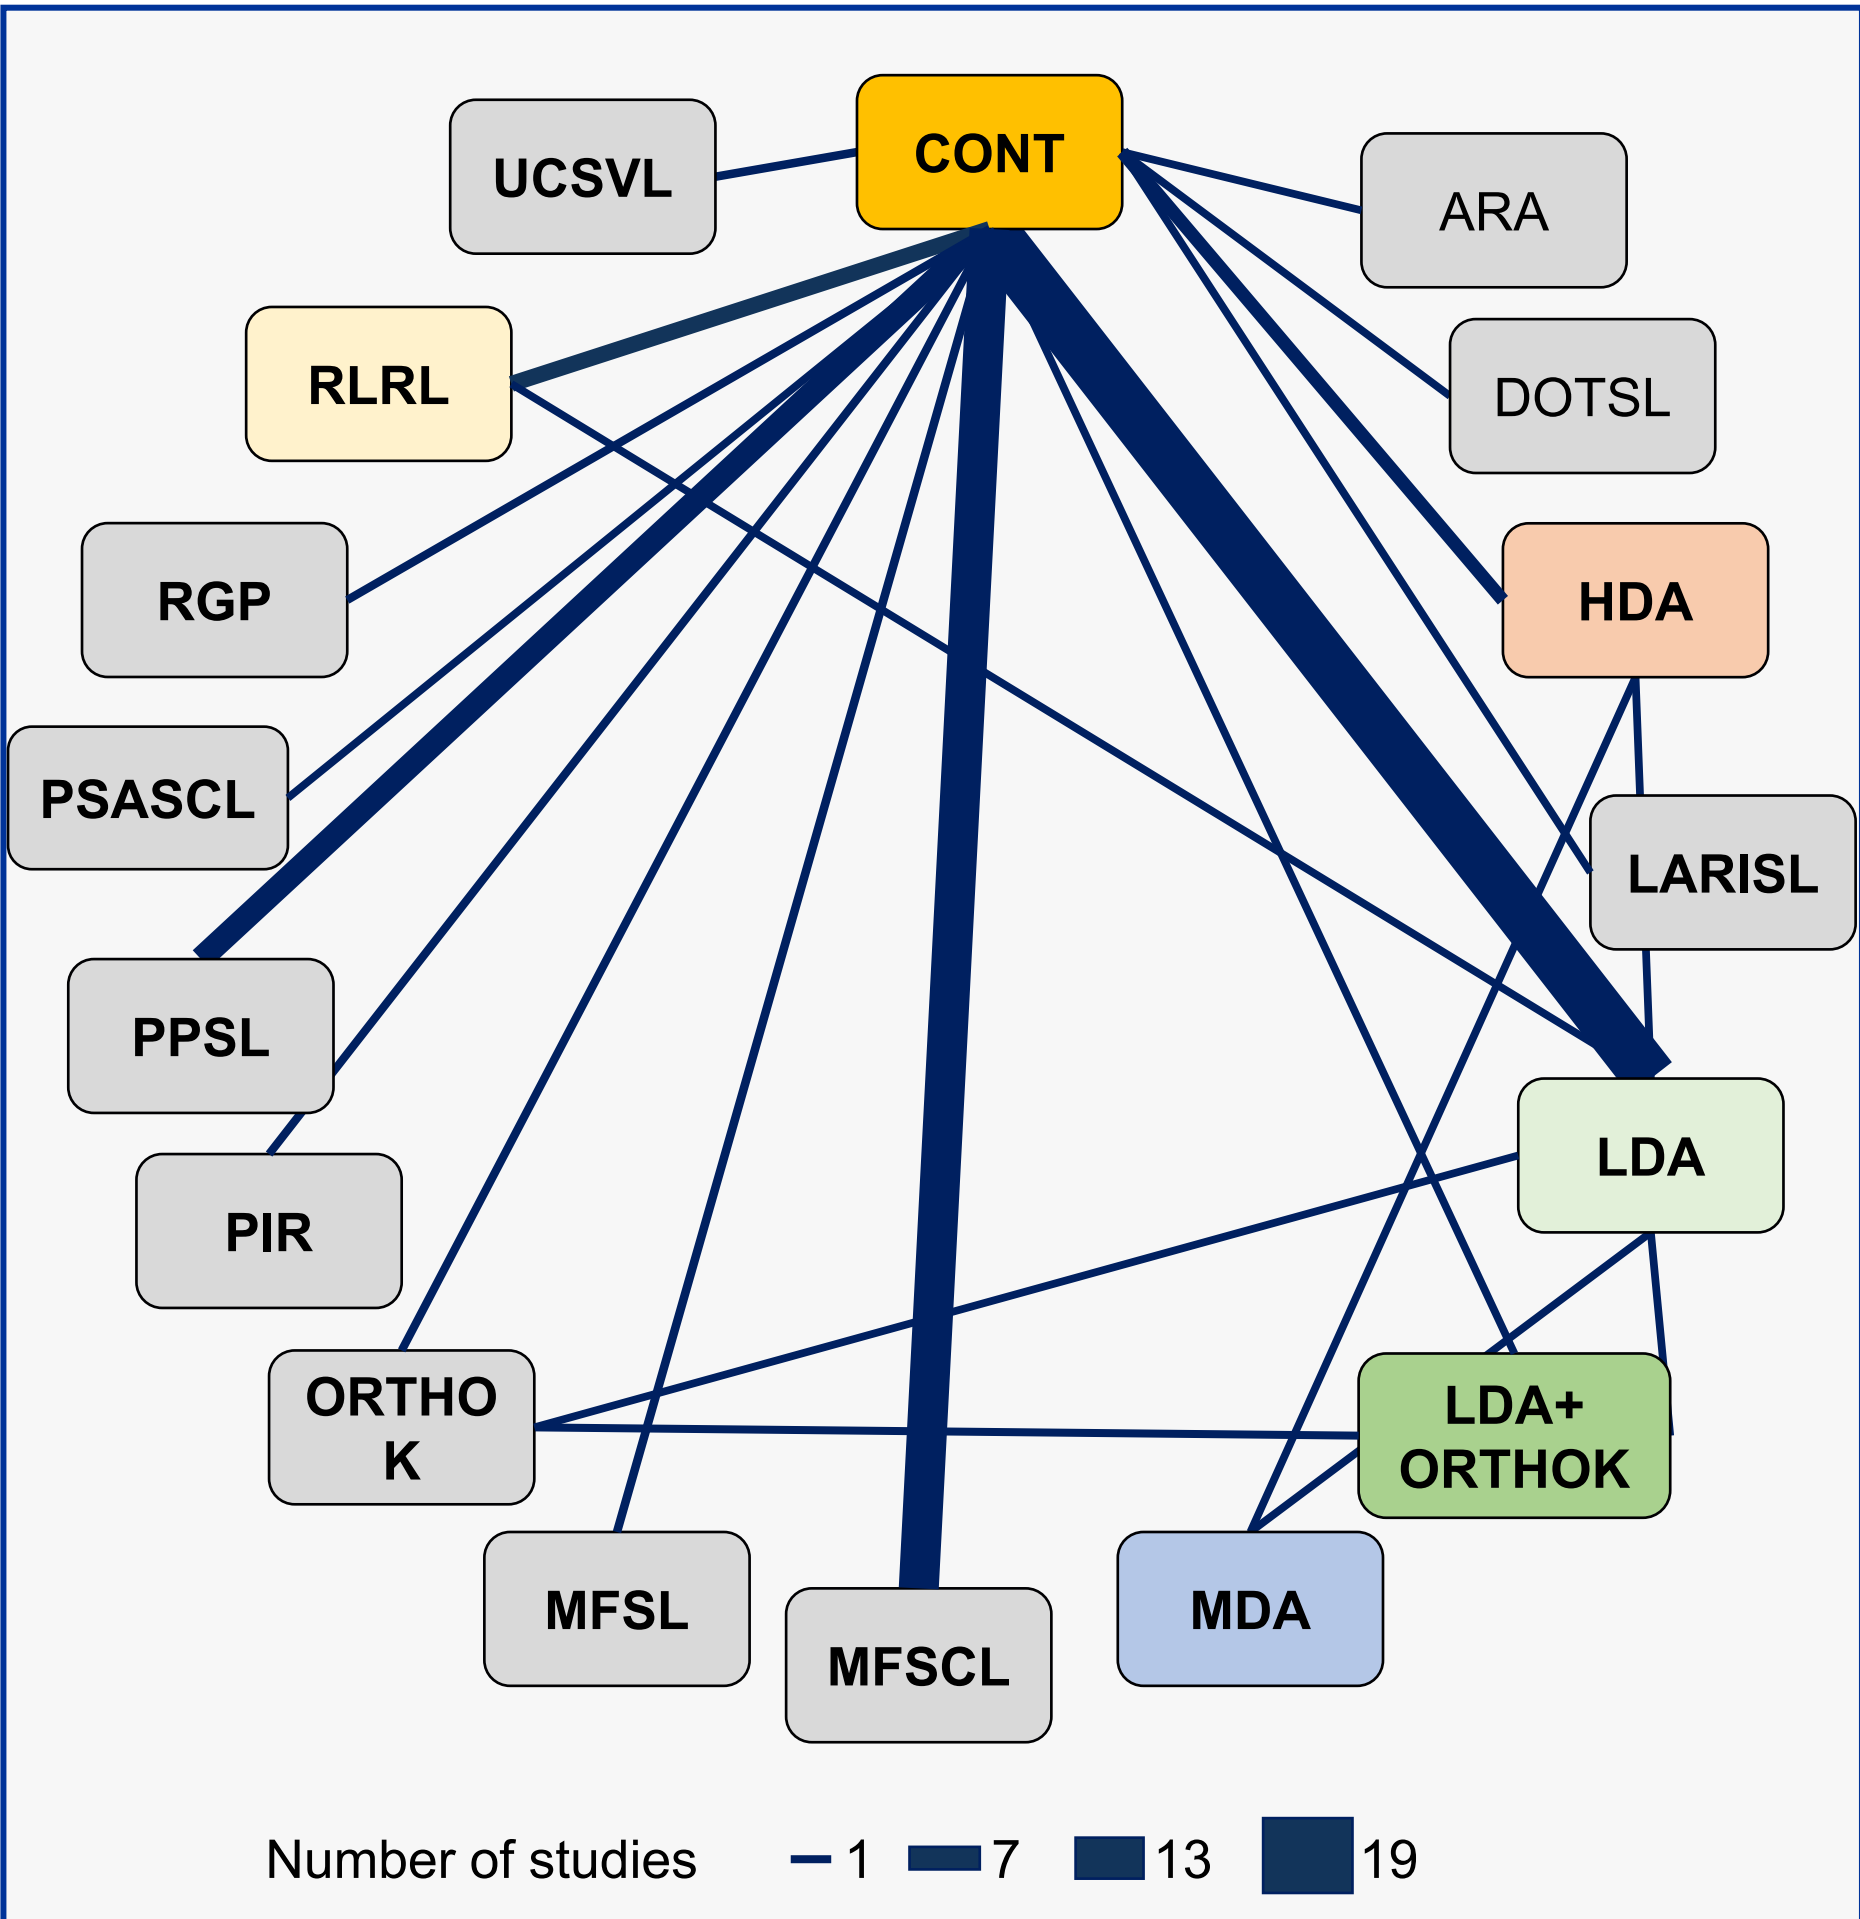 CONT
UCSVL
ARA
RLRL
DOTSL
RGP
HDA
PSASCL
LARISL
PPSL
LDA
PIR
ORTHO
K
LDA+
ORTHOK
MFSL
MDA
MFSCL
Number of studies 1 7 13 19